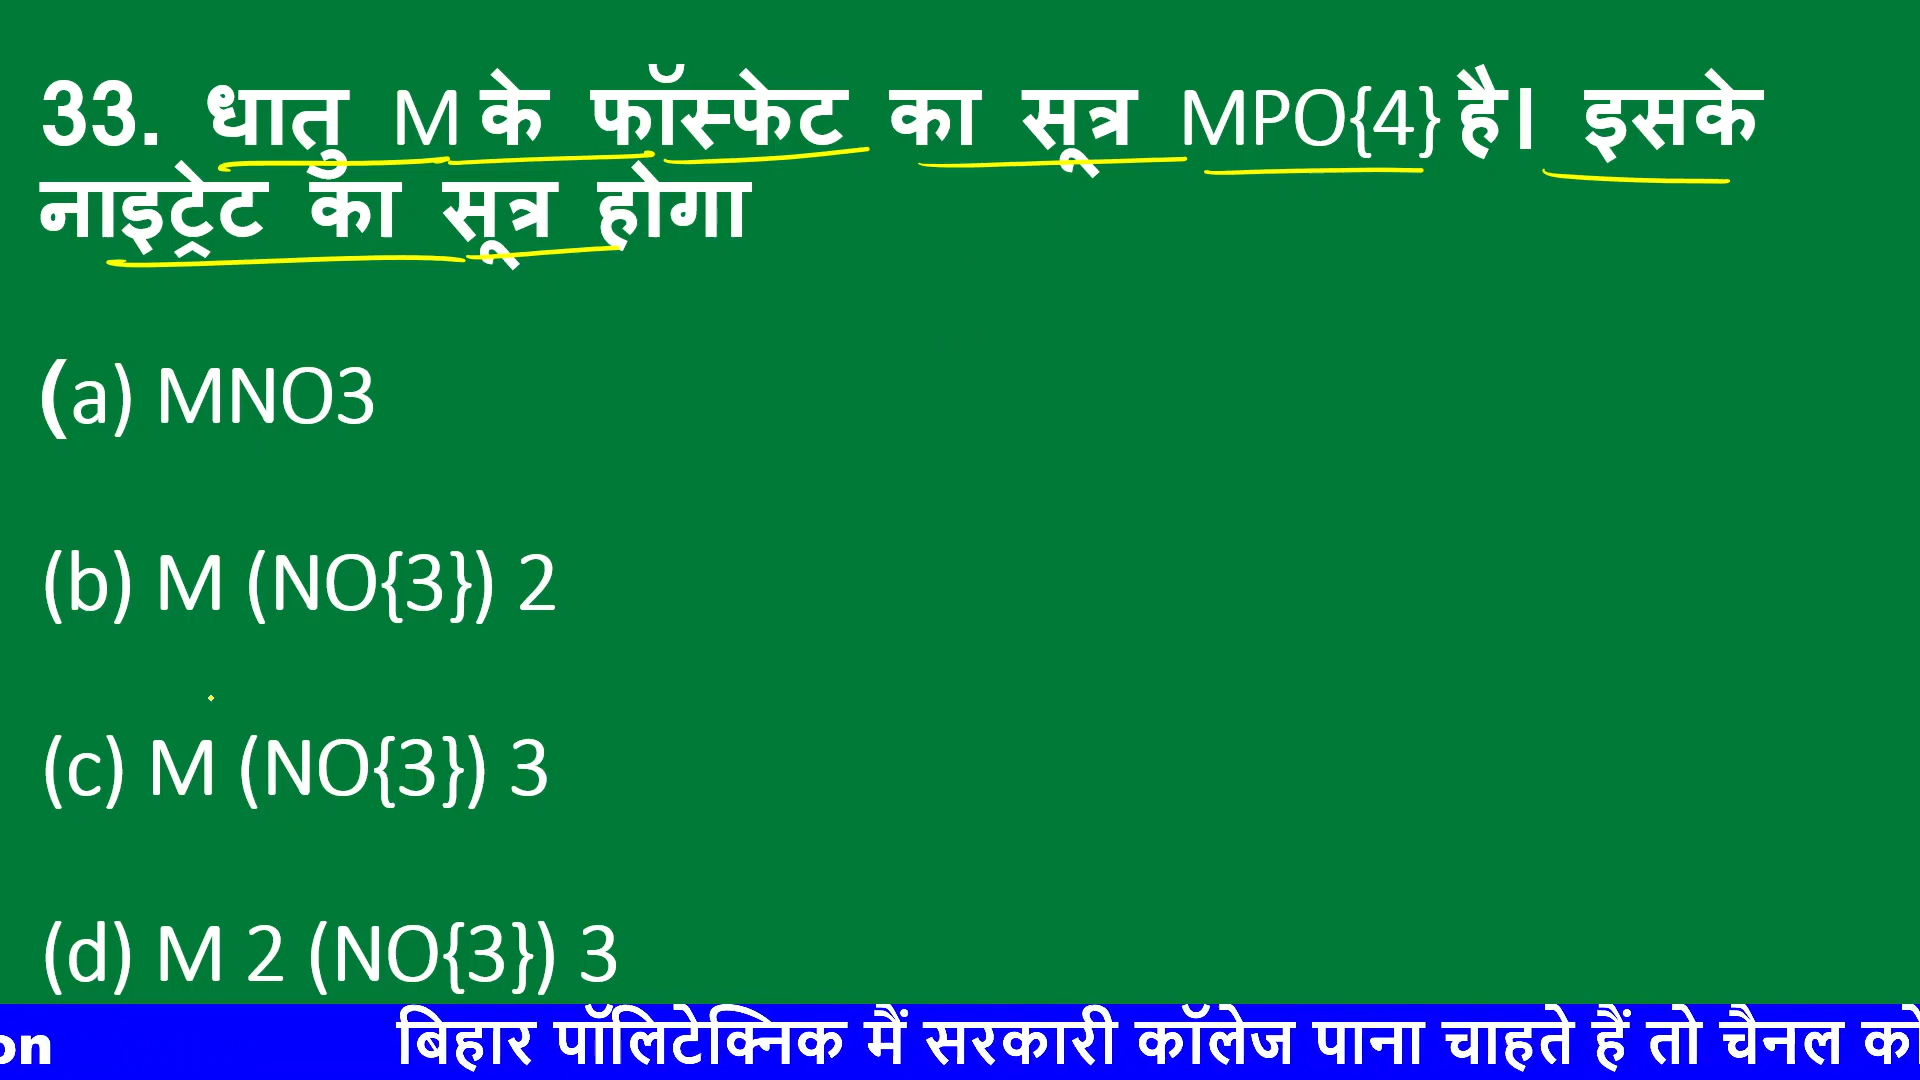 33. धातु M के फॉस्फेट का सूत्र MPO{4} है। इसके
नाइट्रेट का सूत्र होगा
(a) MNO3
(b) M (NO{3}) 2
(c) M (NO{3}) 3
(d) M 2 (NO{3}) 3
on बिहार पॉलिटेक्निक मैं सरकारी कॉलेज पाना चाहते हैं तो चैनल को